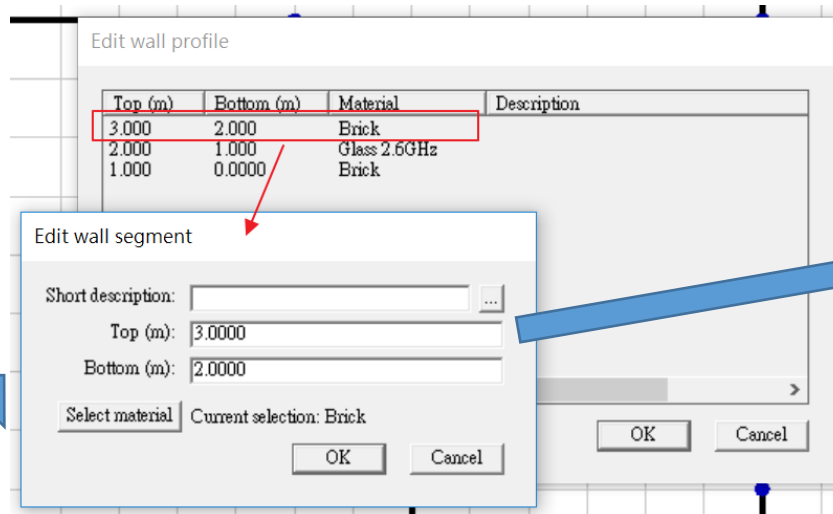 Edit wall profile
Top (m) Bottom (m) Material Description
3.000 2.000 Brick
2.000 1.000 Glass 2.6GHz
1.000 0.0000 Brick
Edit wall segment
Short description: ...
Top (m): 3.0000
Bottom (m): 2.0000
Select material Current selection: Brick
OK Cancel
OK Cancel